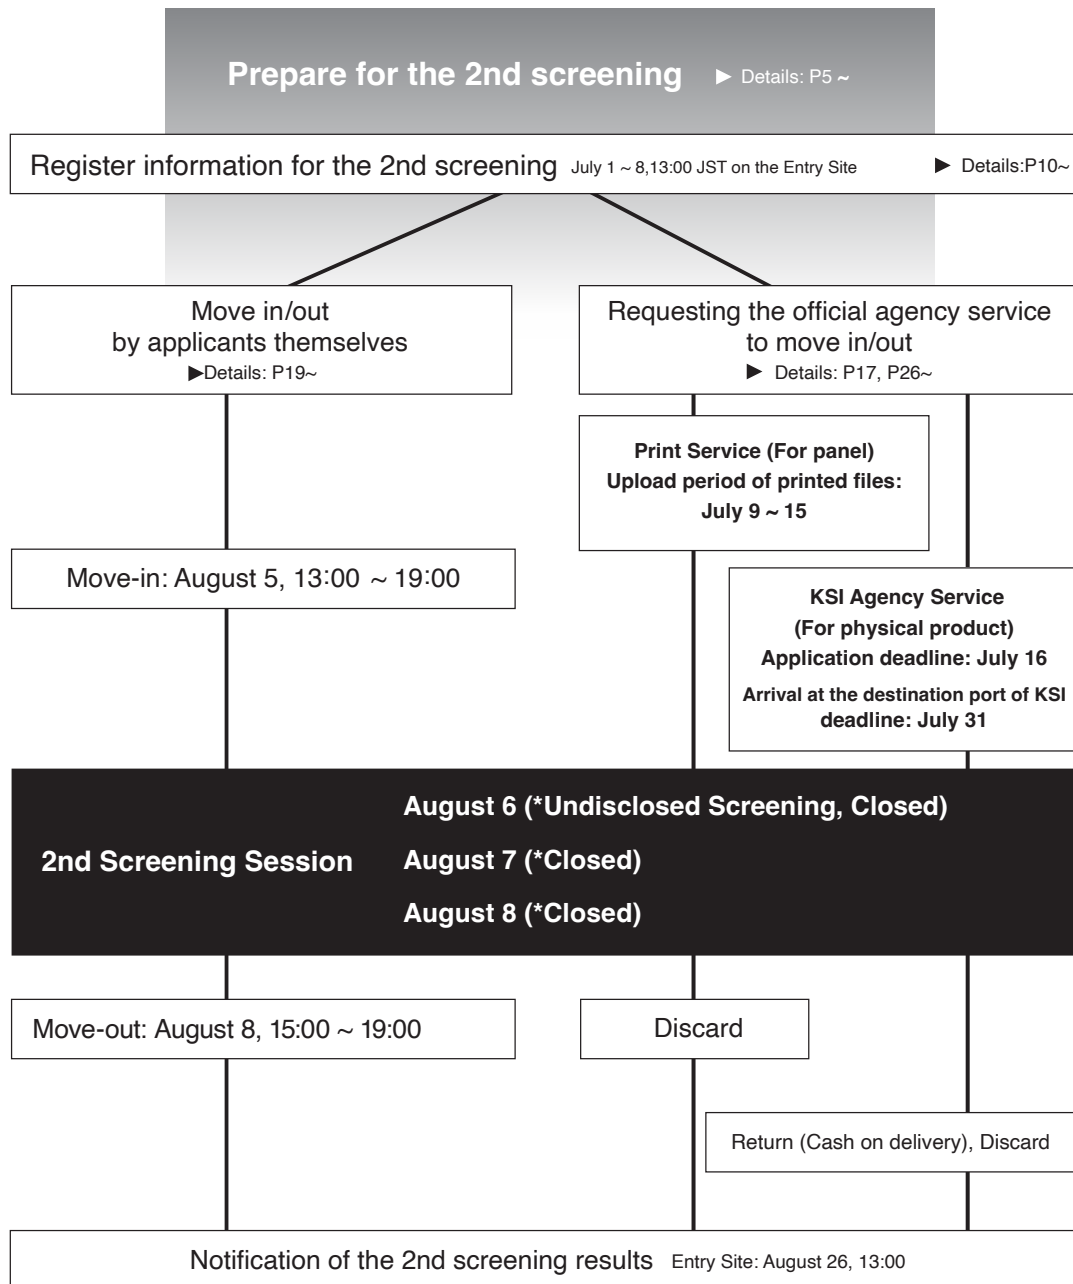 Prepare for the 2nd screening ▶ Details: P5 ~
Register information for the 2nd screening July 1 ~ 8,13:00 JST on the Entry Site ▶ Details:P10~
Move in/out
by applicants themselves
▶Details: P19~
Requesting the official agency service
to move in/out
▶ Details: P17, P26~
Print Service (For panel)
Upload period of printed files:
July 9 ~ 15
Move-in: August 5, 13:00 ~ 19:00
KSI Agency Service
(For physical product)
Application deadline: July 16
Arrival at the destination port of KSI
deadline: July 31
2nd Screening Session
August 6 (*Undisclosed Screening, Closed)
August 7 (*Closed)
August 8 (*Closed)
Move-out: August 8, 15:00 ~ 19:00
Discard
Return (Cash on delivery), Discard
Notification of the 2nd screening results Entry Site: August 26, 13:00